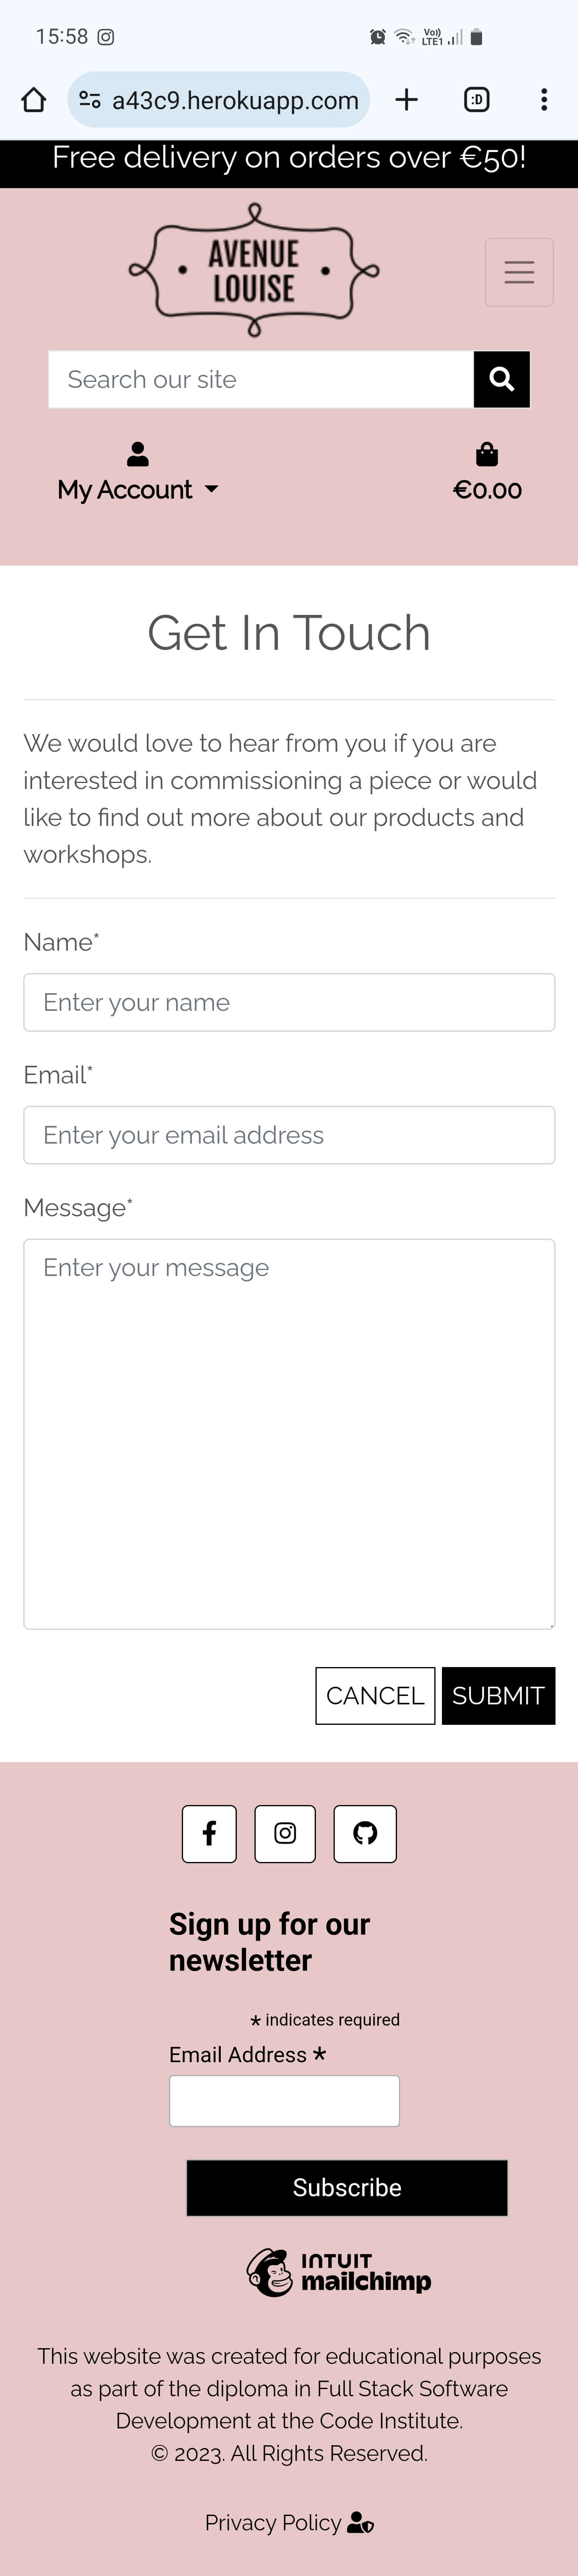 15:58
Vo))
LTE1
a43c9.herokuapp.com
:D
Free delivery on orders over €50!
AVENUE
LOUISE
Search our site
My Account
€0.00
Get In Touch
We would love to hear from you if you are
interested in commissioning a piece or would
like to find out more about our products and
workshops.
Name*
Enter your name
Email*
Enter your email address
Message*
Enter your message
CANCEL SUBMIT
Sign up for our
newsletter
* indicates required
Email Address *
Subscribe
INTUIT
mailchimp
This website was created for educational purposes
as part of the diploma in Full Stack Software
Development at the Code Institute.
© 2023. All Rights Reserved.
Privacy Policy